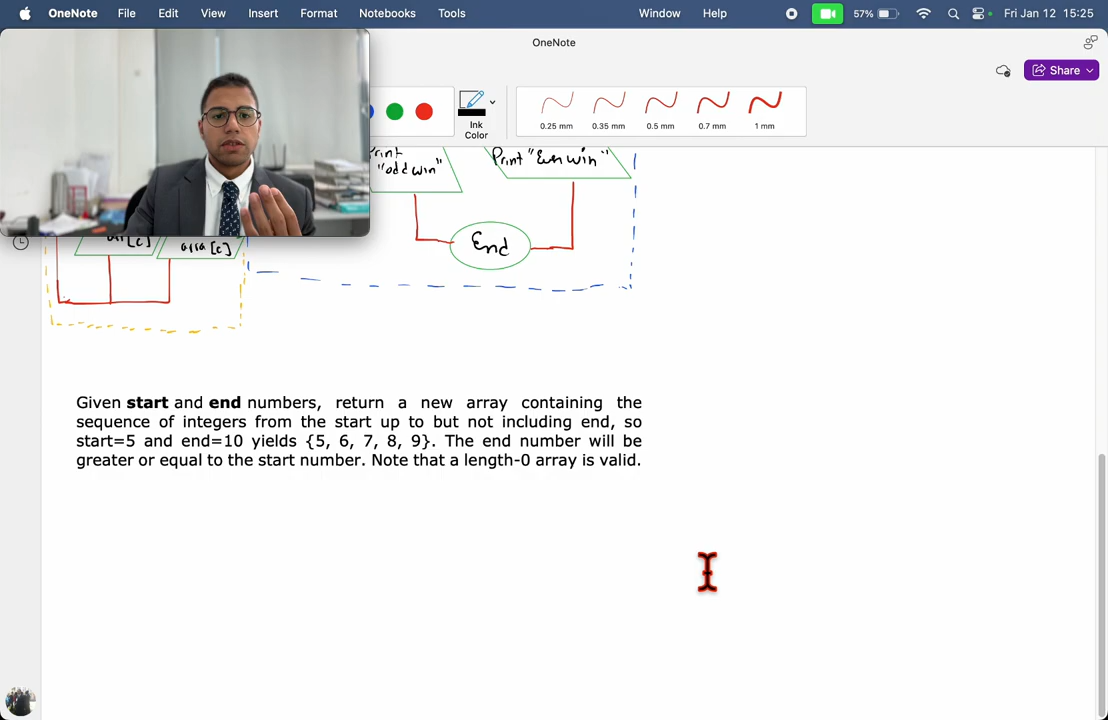 OneNote File Edit View Insert Format Notebooks Tools Window Help 57% Fri Jan 12 15:25
OneNote
Share
Ink
Color
0.25 mm 0.35 mm 0.5 mm 0.7 mm 1 mm
Print
"odd win"
Print "Even win"
End
arr[c]
arra[c]
Given start and end numbers, return a new array containing the
sequence of integers from the start up to but not including end, so
start=5 and end=10 yields {5, 6, 7, 8, 9}. The end number will be
greater or equal to the start number. Note that a length-0 array is valid.